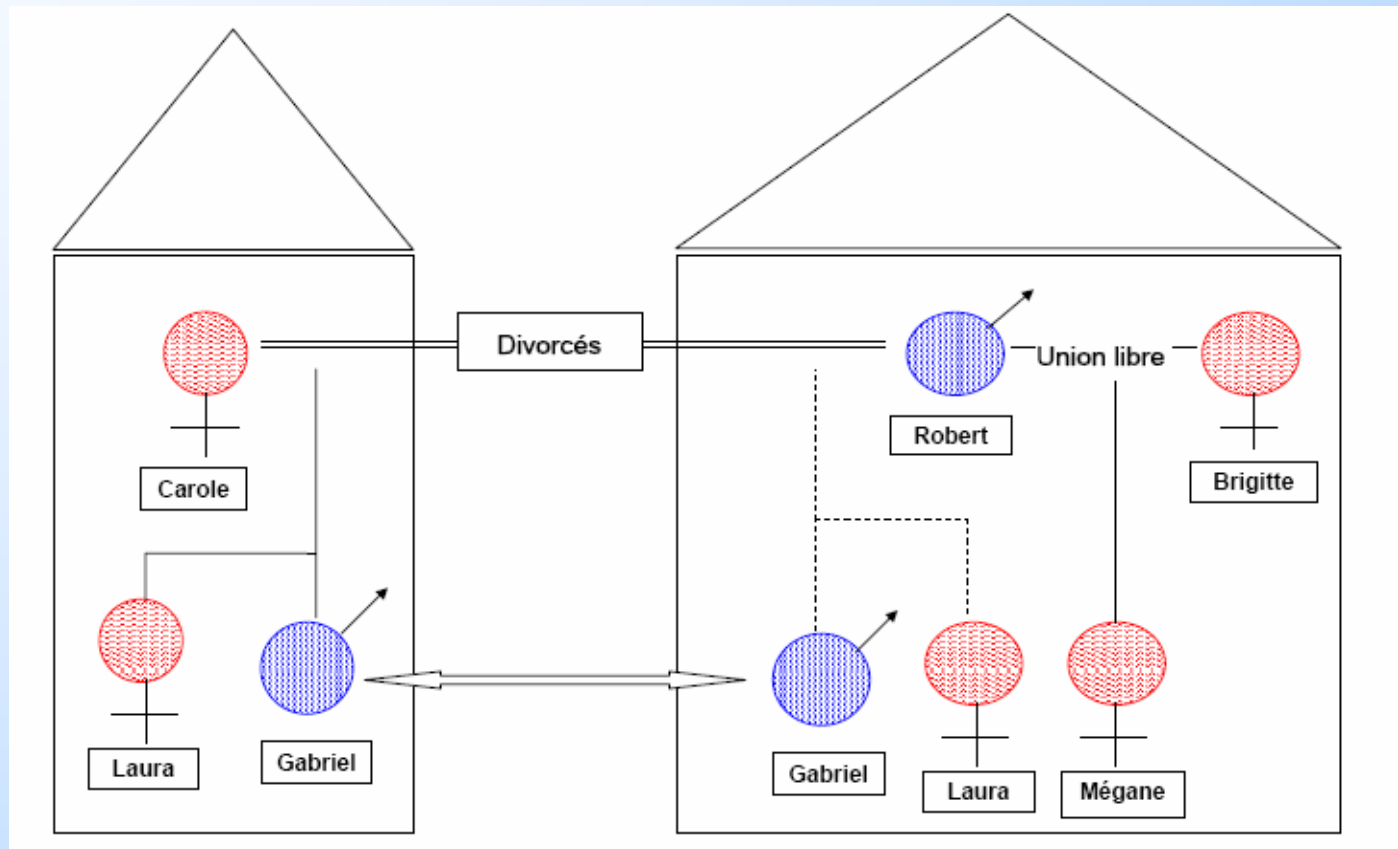 Divorcés
Union libre
Robert
Carole
Brigitte
Laura
Gabriel
Gabriel
Laura
Mégane